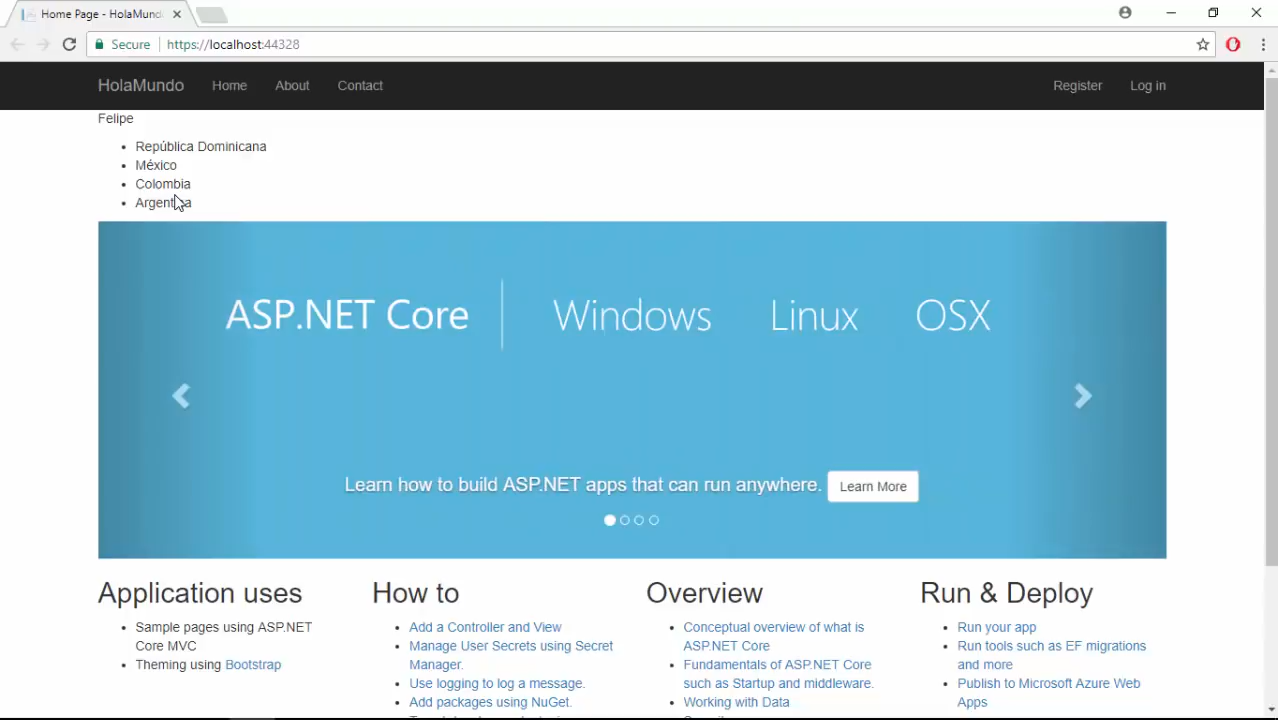 Home Page - HolaMund
Secure https://localhost:44328
HolaMundo Home About Contact Register Log in
Felipe
República Dominicana
México
Colombia
Argentina
ASP.NET Core Windows Linux OSX
Learn how to build ASP.NET apps that can run anywhere. Learn More
Application uses
Sample pages using ASP.NET
Core MVC
Theming using Bootstrap
How to
Add a Controller and View
Manage User Secrets using Secret
Manager.
Use logging to log a message.
Add packages using NuGet.
Overview
Conceptual overview of what is
ASP.NET Core
Fundamentals of ASP.NET Core
such as Startup and middleware.
Working with Data
Run & Deploy
Run your app
Run tools such as EF migrations
and more
Publish to Microsoft Azure Web
Apps